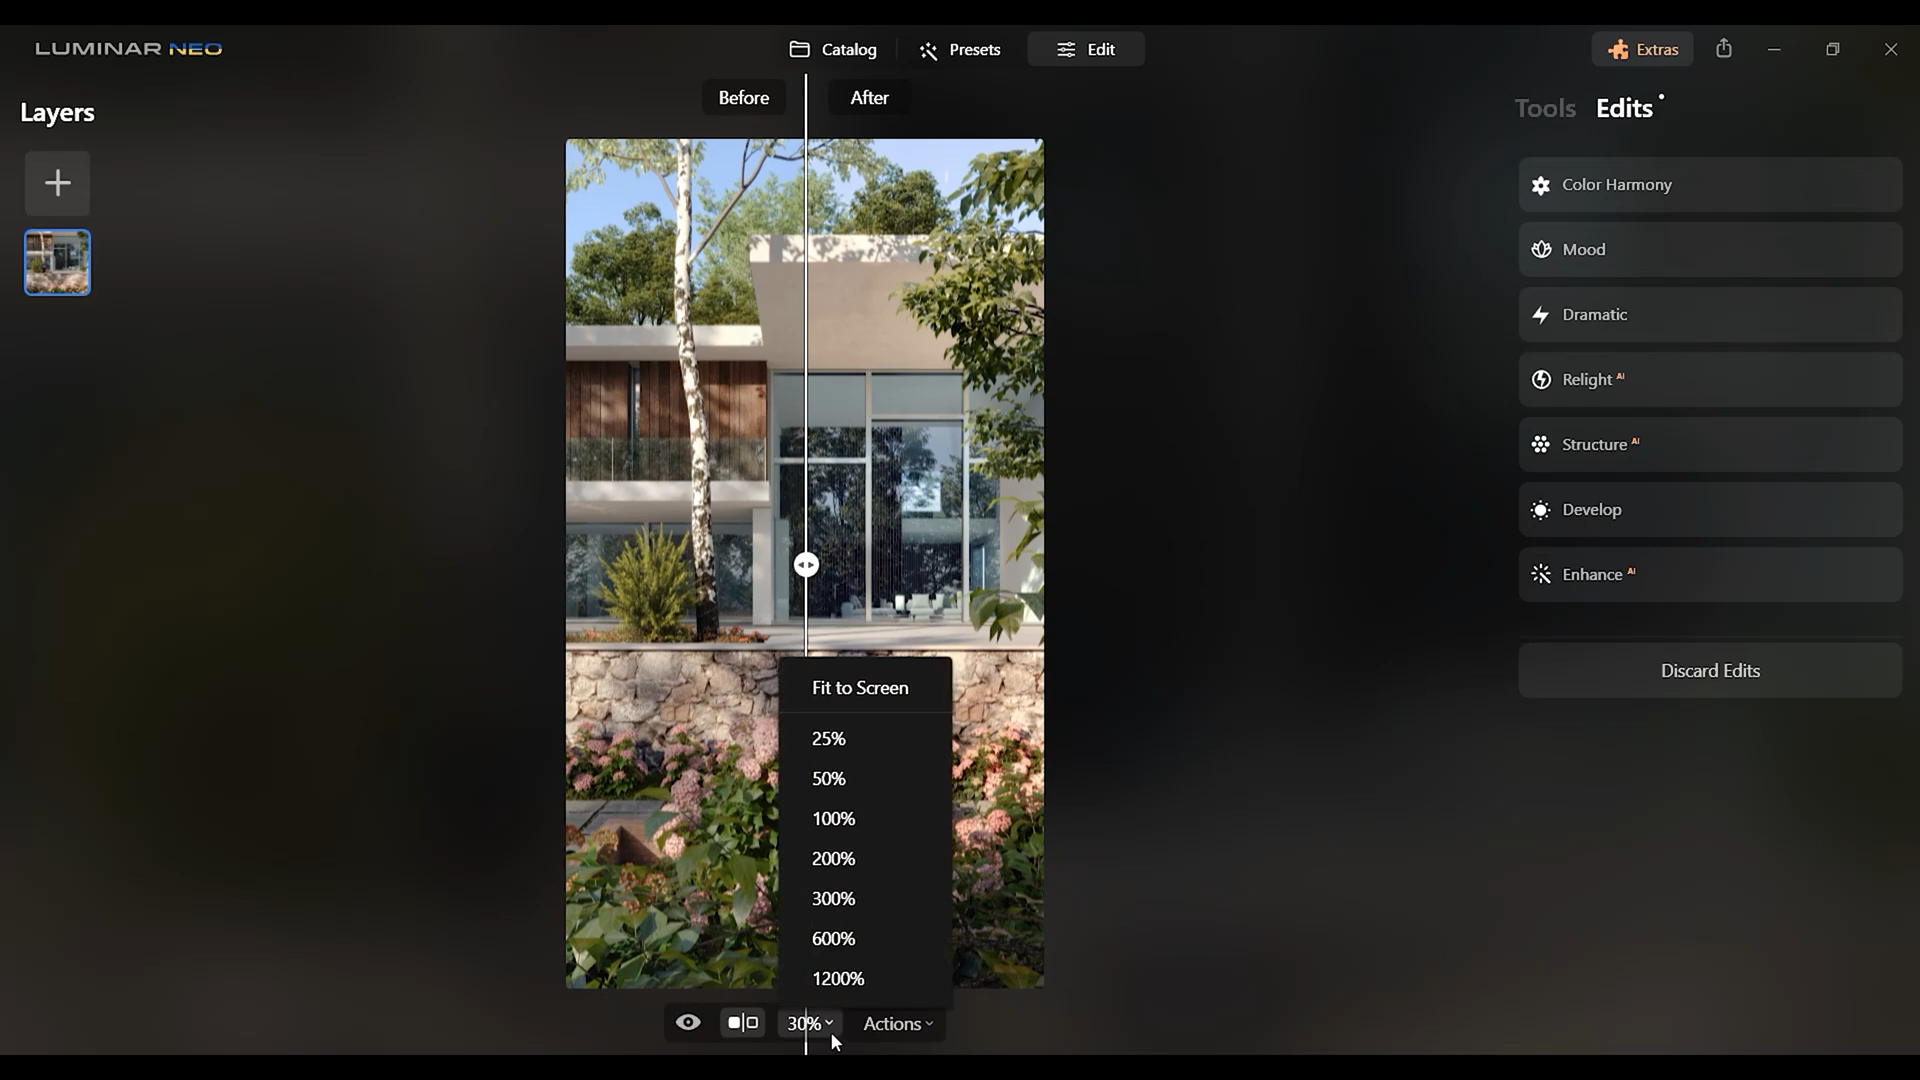 LUMINAR NEO
Catalog
Presets
Edit
Extras
Before
After
Layers
Tools Edits
Color Harmony
Mood
Dramatic
Relight AI
Structure AI
Develop
Enhance AI
Discard Edits
Fit to Screen
25%
50%
100%
200%
300%
600%
1200%
30%
Actions